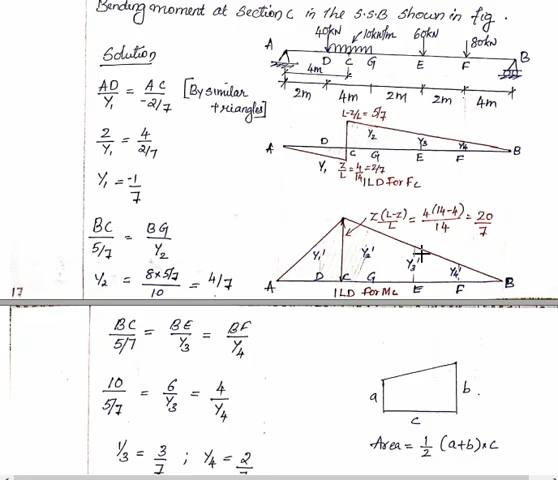 Bending moment at Section C in the S.S.B shown in fig.
Solution
AD/Y₁ = AC/-2/7 [By similar triangles]
2/Y₁ = 4/2/7
Y₁ = -1/7
BC/5/7 = BG/Y₂
Y₂ = 8×5/7/10 = 4/7
17
40kN 10kN/m 60kN 80kN
A D C G E F B
4m
2m 4m 2m 2m 4m
L-z/L = 5/7
A D C G E F B
Y₁ Y₂ Y₃ Y₄
z/L = 4/14 = 2/7
ILD for Fc
z(L-z)/L = 4(14-4)/14 = 20/7
Y₁' Y₂' Y₃' Y₄'
A D C G E F B
ILD for Mc
BC/5/7 = BE/Y₃ = BF/Y₄
10/5/7 = 6/Y₃ = 4/Y₄
Y₃ = 3/7 ; Y₄ = 2/7
a b
c
Area = 1/2 (a+b)×c